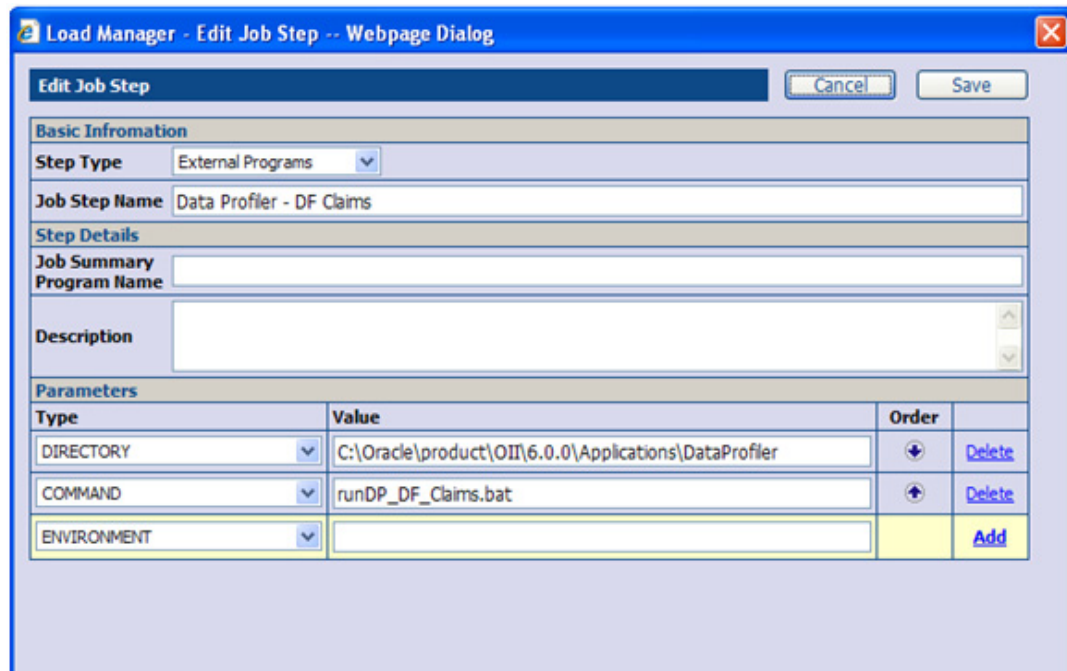 Load Manager - Edit Job Step -- Webpage Dialog
Edit Job Step Cancel Save
Basic Infromation
Step Type External Programs
Job Step Name Data Profiler - DF Claims
Step Details
Job Summary
Program Name
Description
Parameters
Type Value Order
DIRECTORY C:\Oracle\product\OII\6.0.0\Applications\DataProfiler Delete
COMMAND runDP_DF_Claims.bat Delete
ENVIRONMENT Add